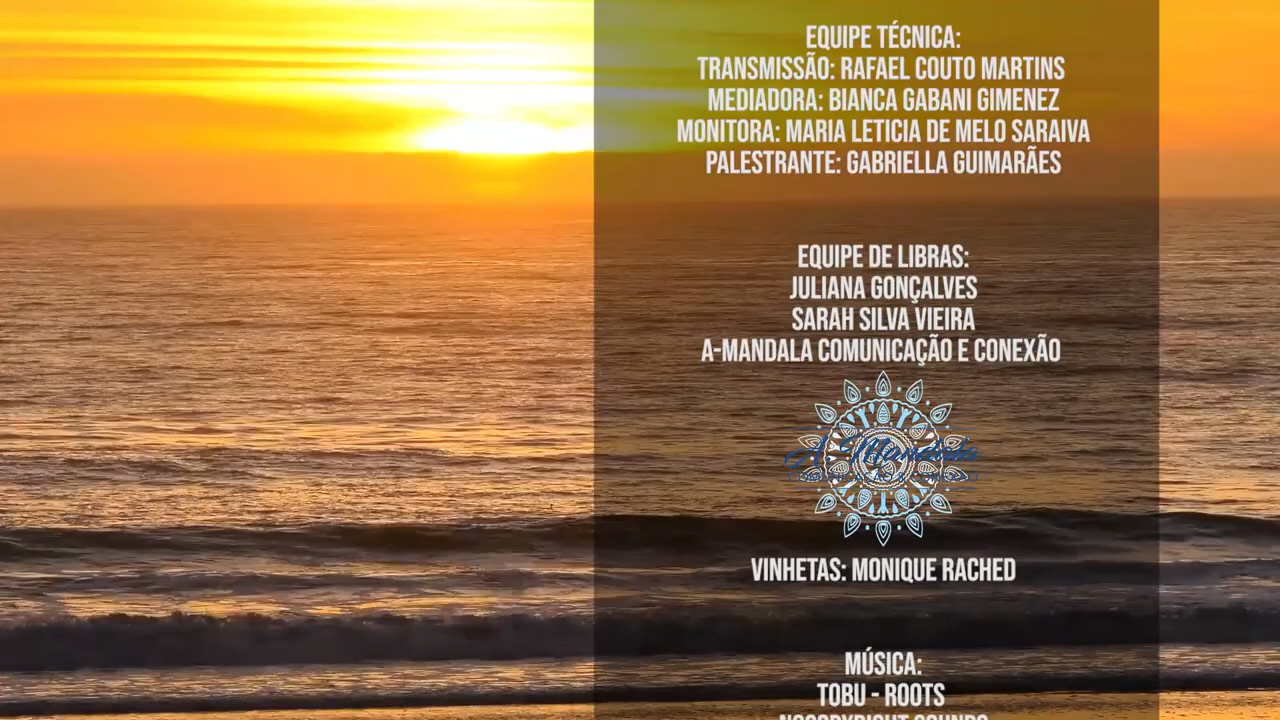 EQUIPE TÉCNICA:
TRANSMISSÃO: RAFAEL COUTO MARTINS
MEDIADORA: BIANCA GABANI GIMENEZ
MONITORA: MARIA LETICIA DE MELO SARAIVA
PALESTRANTE: GABRIELLA GUIMARÃES
EQUIPE DE LIBRAS:
JULIANA GONÇALVES
SARAH SILVA VIEIRA
A-MANDALA COMUNICAÇÃO E CONEXÃO
A Mandala
VINHETAS: MONIQUE RACHED
MÚSICA:
TOBU - ROOTS